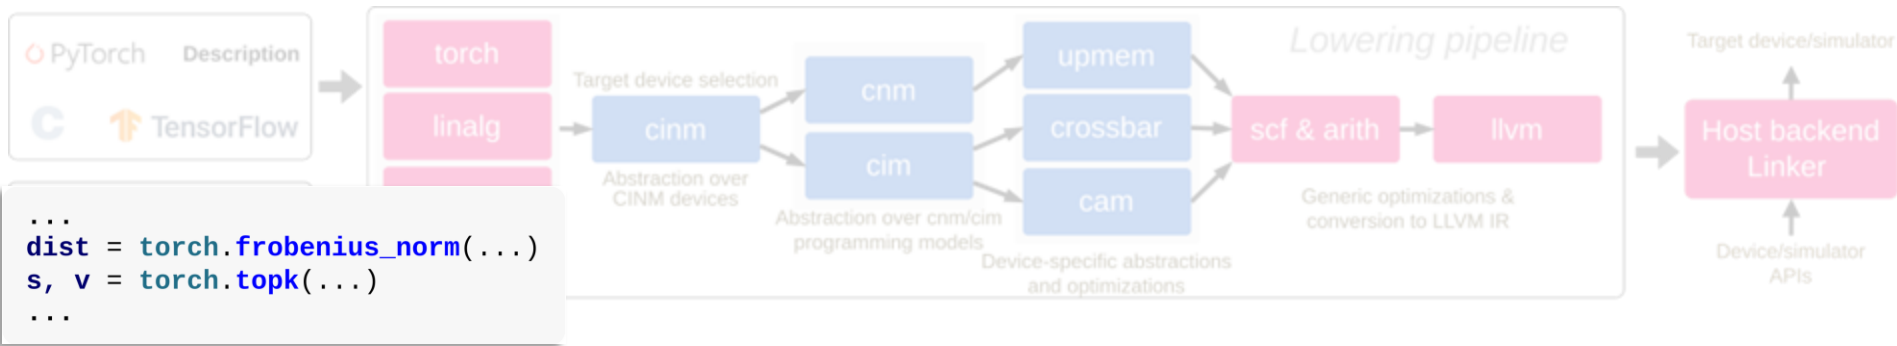 PyTorch Description
C TensorFlow
torch
linalg
Target device selection
cinm
Abstraction over
CINM devices
cnm
cim
Abstraction over cnm/cim
programming models
upmem
crossbar
cam
Device-specific abstractions
and optimizations
Lowering pipeline
scf & arith
llvm
Generic optimizations &
conversion to LLVM IR
Target device/simulator
Host backend
Linker
Device/simulator
APIs
...
dist = torch.frobenius_norm(...)
s, v = torch.topk(...)
...